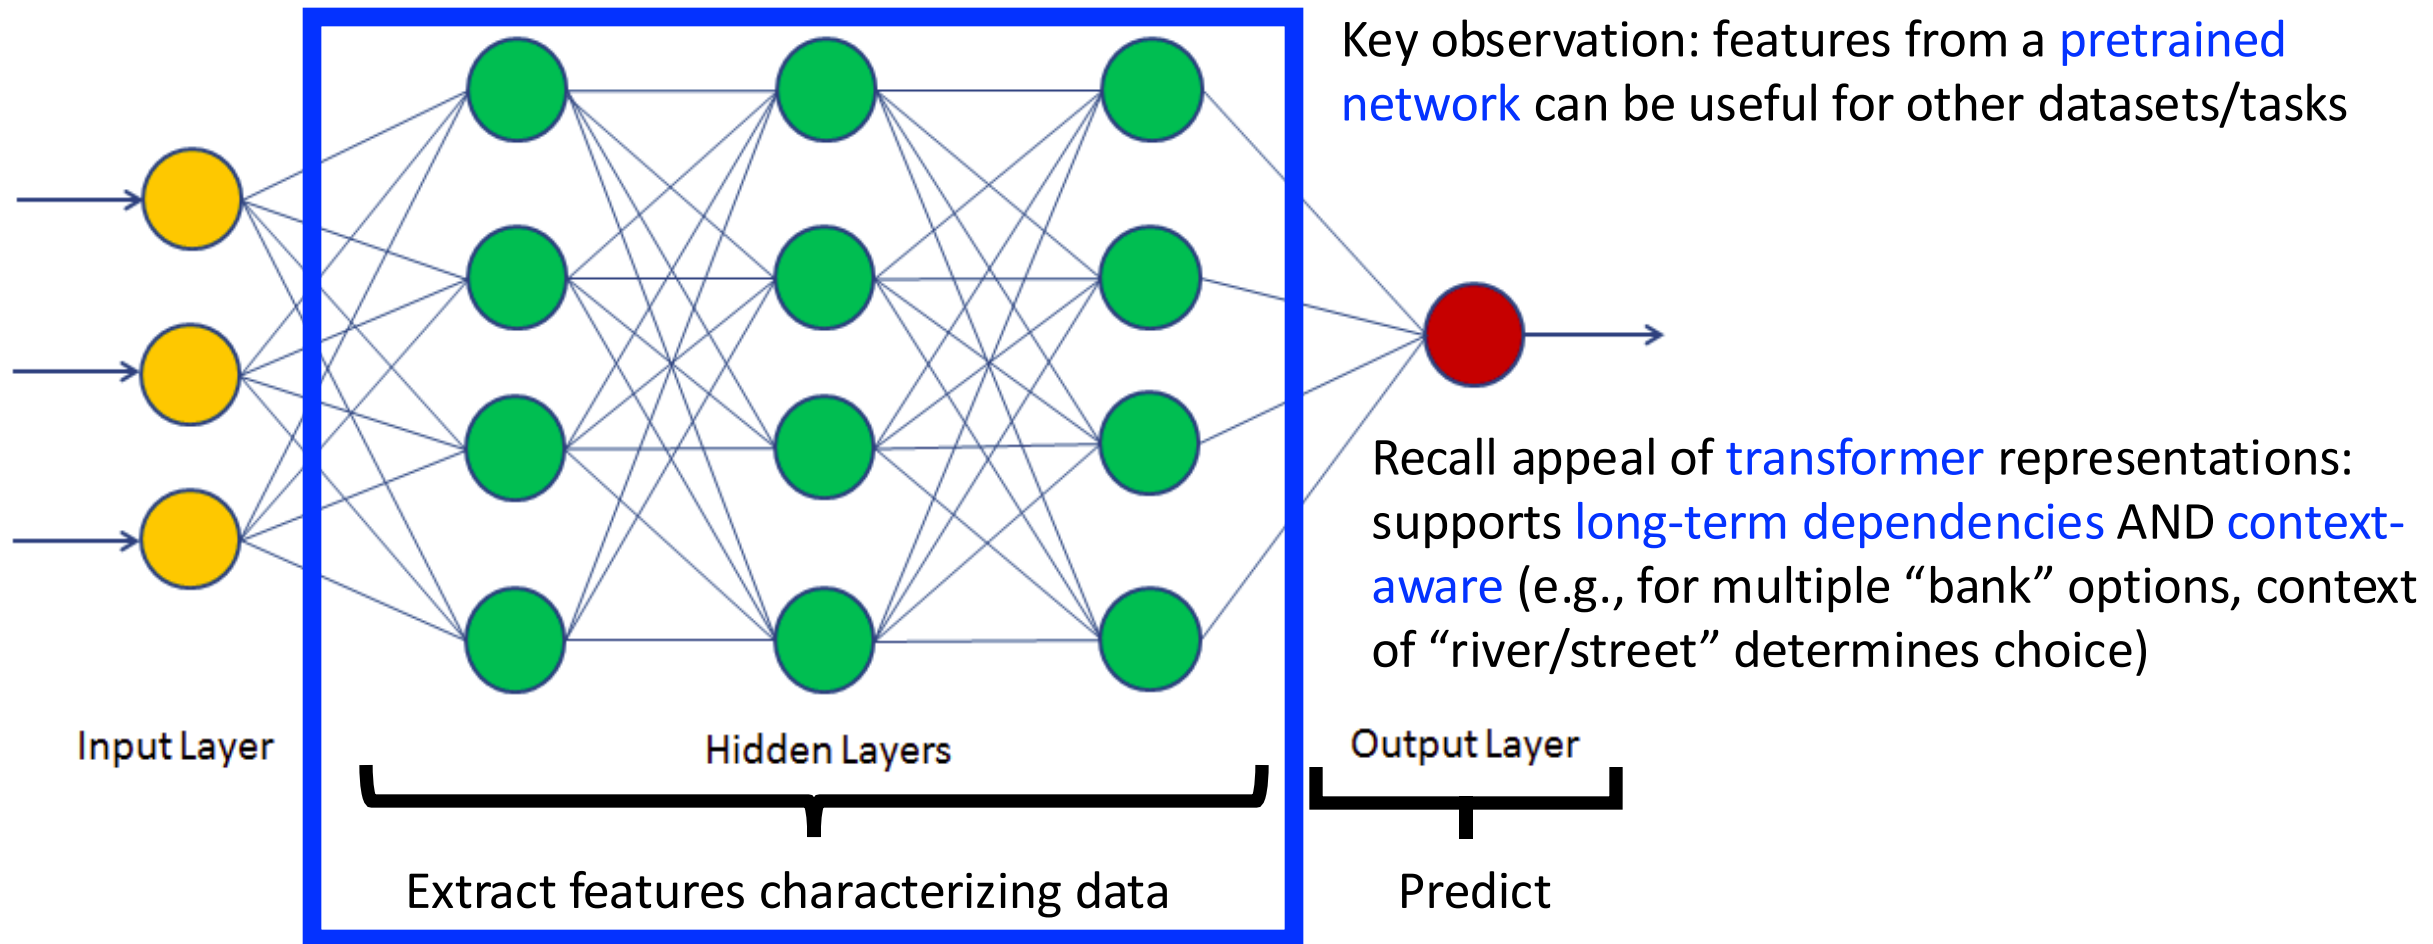 Key observation: features from a pretrained
network can be useful for other datasets/tasks
Recall appeal of transformer representations:
supports long-term dependencies AND context-
aware (e.g., for multiple “bank” options, context
of “river/street” determines choice)
Input Layer
Hidden Layers
Output Layer
Extract features characterizing data
Predict